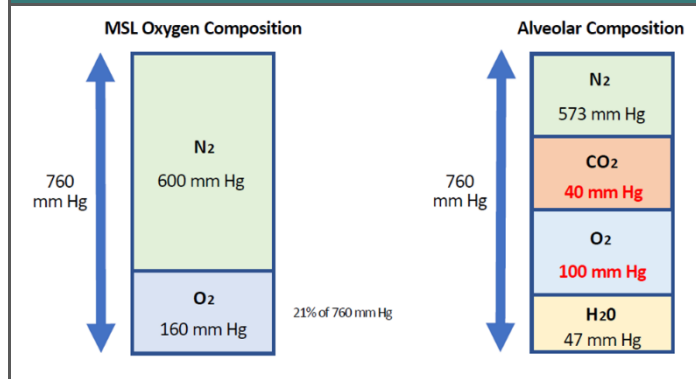 MSL Oxygen Composition
760
mm Hg
N2
600 mm Hg
O2
160 mm Hg
21% of 760 mm Hg
Alveolar Composition
760
mm Hg
N2
573 mm Hg
CO2
40 mm Hg
O2
100 mm Hg
H20
47 mm Hg